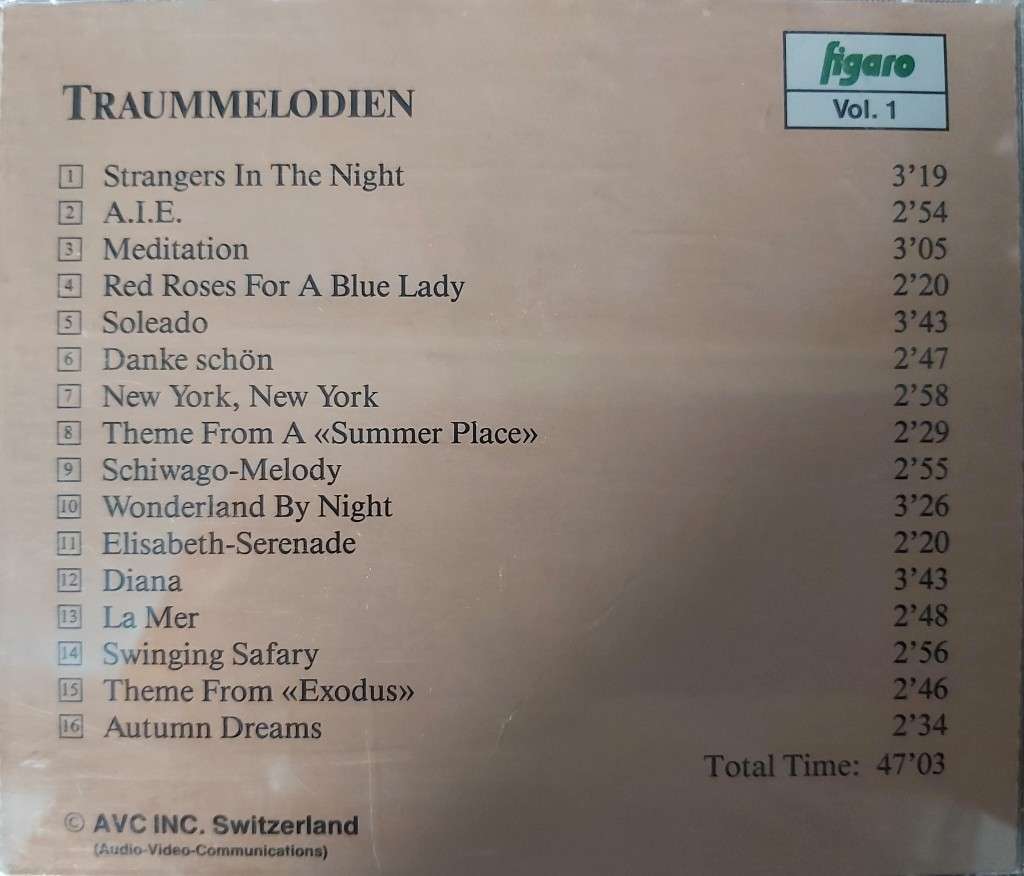 figaro
TRAUMMELODIEN
Vol. 1
1 Strangers In The Night 3'19
2 A.I.E. 2'54
3 Meditation 3'05
4 Red Roses For A Blue Lady 2'20
5 Soleado 3'43
6 Danke schön 2'47
7 New York, New York 2'58
8 Theme From A «Summer Place» 2'29
9 Schiwago-Melody 2'55
10 Wonderland By Night 3'26
11 Elisabeth-Serenade 2'20
12 Diana 3'43
13 La Mer 2'48
14 Swinging Safary 2'56
15 Theme From «Exodus» 2'46
16 Autumn Dreams 2'34
Total Time: 47'03
© AVC INC. Switzerland
(Audio-Video-Communications)